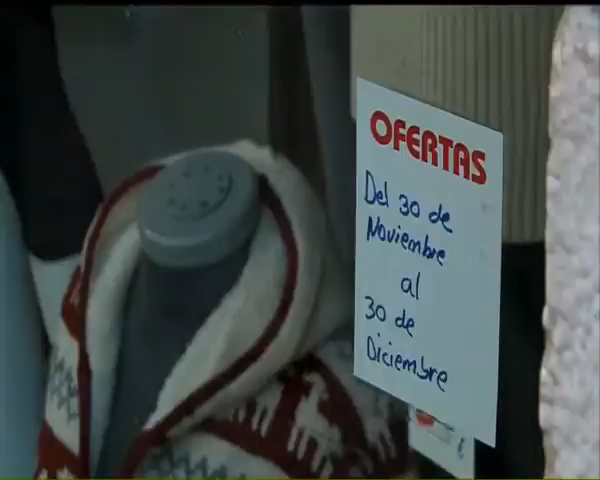 OFERTAS
Del 30 de
Noviembre
al
30 de
Diciembre